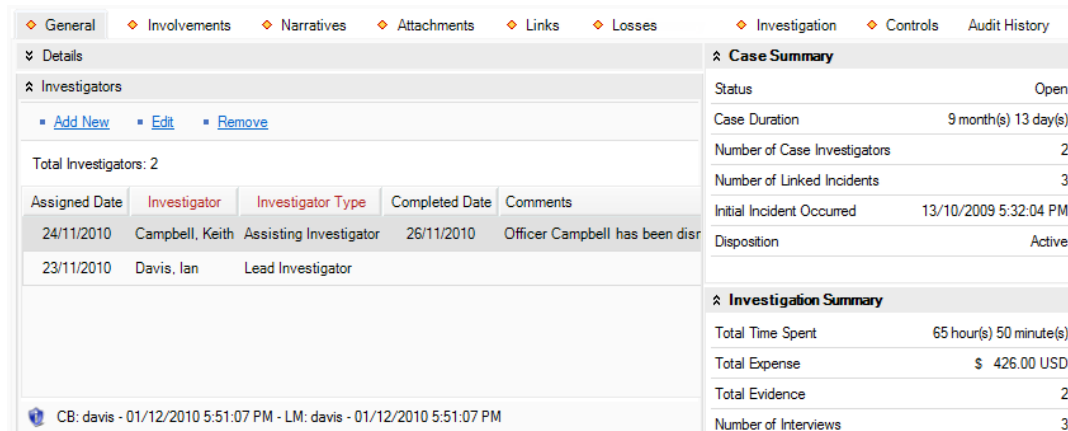 General Involvements Narratives Attachments Links Losses Investigation Controls Audit History
Details
Investigators
Add New Edit Remove
Total Investigators: 2
Assigned Date Investigator Investigator Type Completed Date Comments
24/11/2010 Campbell, Keith Assisting Investigator 26/11/2010 Officer Campbell has been
23/11/2010 Davis, Ian Lead Investigator
CB: davis - 01/12/2010 5:51:07 PM - LM: davis - 01/12/2010 5:51:07 PM
Case Summary
Status Open
Case Duration 9 month(s) 13 day(s)
Number of Case Investigators 2
Number of Linked Incidents 3
Initial Incident Occurred 13/10/2009 5:32:04 PM
Disposition Active
Investigation Summary
Total Time Spent 65 hour(s) 50 minute(s)
Total Expense $ 426.00 USD
Total Evidence 2
Number of Interviews 3